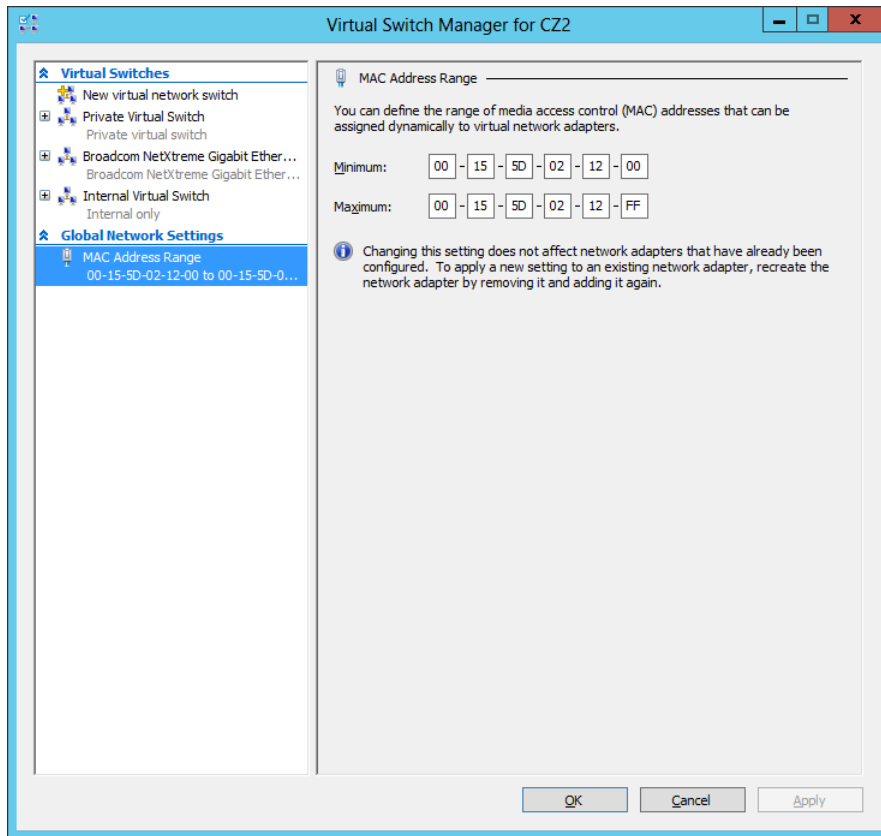 Virtual Switch Manager for CZ2
Virtual Switches
New virtual network switch
Private Virtual Switch
Private virtual switch
Broadcom NetXtreme Gigabit Ether...
Broadcom NetXtreme Gigabit Ether...
Internal Virtual Switch
Internal only
Global Network Settings
MAC Address Range
00-15-5D-02-12-00 to 00-15-5D-0...
MAC Address Range
You can define the range of media access control (MAC) addresses that can be
assigned dynamically to virtual network adapters.
Minimum: 00 - 15 - 5D - 02 - 12 - 00
Maximum: 00 - 15 - 5D - 02 - 12 - FF
Changing this setting does not affect network adapters that have already been
configured. To apply a new setting to an existing network adapter, recreate the
network adapter by removing it and adding it again.
OK Cancel Apply